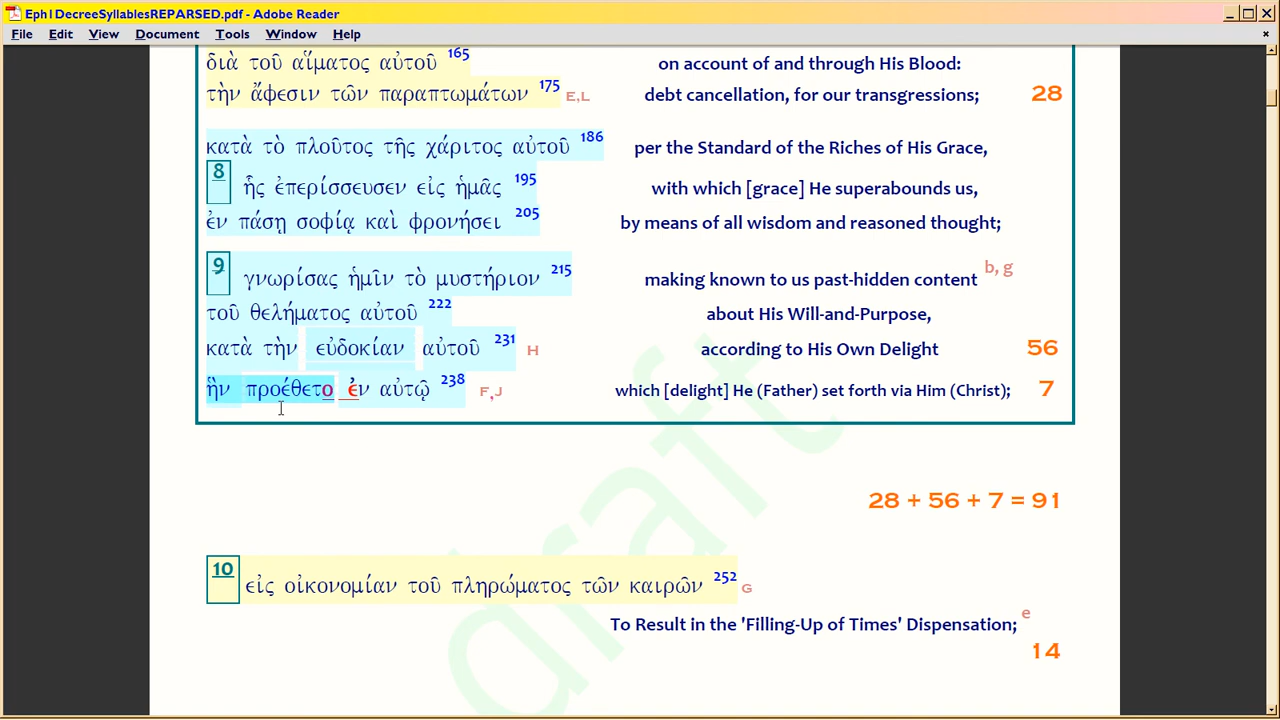 Eph1DecreeSyllablesREPARSED.pdf - Adobe Reader
File Edit View Document Tools Window Help
διὰ τοῦ αἵματος αὐτοῦ 165 on account of and through His Blood:
τὴν ἄφεσιν τῶν παραπτωμάτων 175 E,L debt cancellation, for our transgressions; 28
κατὰ τὸ πλοῦτος τῆς χάριτος αὐτοῦ 186 per the Standard of the Riches of His Grace,
8 ἧς ἐπερίσσευσεν εἰς ἡμᾶς 195 with which [grace] He superabounds us,
ἐν πάσῃ σοφίᾳ καὶ φρονήσει 205 by means of all wisdom and reasoned thought;
9 γνωρίσας ἡμῖν τὸ μυστήριον 215 making known to us past-hidden content b, g
τοῦ θελήματος αὐτοῦ 222 about His Will-and-Purpose,
κατὰ τὴν εὐδοκίαν αὐτοῦ 231 H according to His Own Delight 56
ἣν προέθετο ἐν αὐτῷ 238 F,J which [delight] He (Father) set forth via Him (Christ); 7
28 + 56 + 7 = 91
10 εἰς οἰκονομίαν τοῦ πληρώματος τῶν καιρῶν 252 G
To Result in the 'Filling-Up of Times' Dispensation; e
14
draft